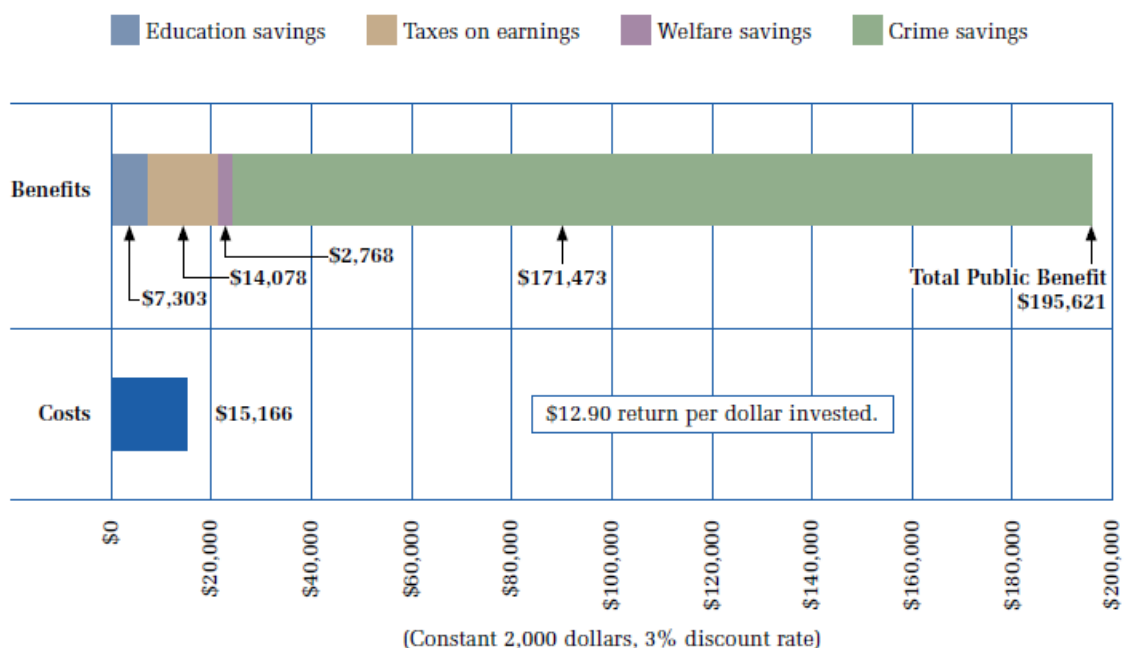 Education savings Taxes on earnings Welfare savings Crime savings
Benefits
$2,768
$14,078
$171,473
Total Public Benefit
$7,303
$195,621
Costs
$15,166
$12.90 return per dollar invested.
$0
$20,000
$40,000
$60,000
$80,000
$100,000
$120,000
$140,000
$160,000
$180,000
$200,000
(Constant 2,000 dollars, 3% discount rate)